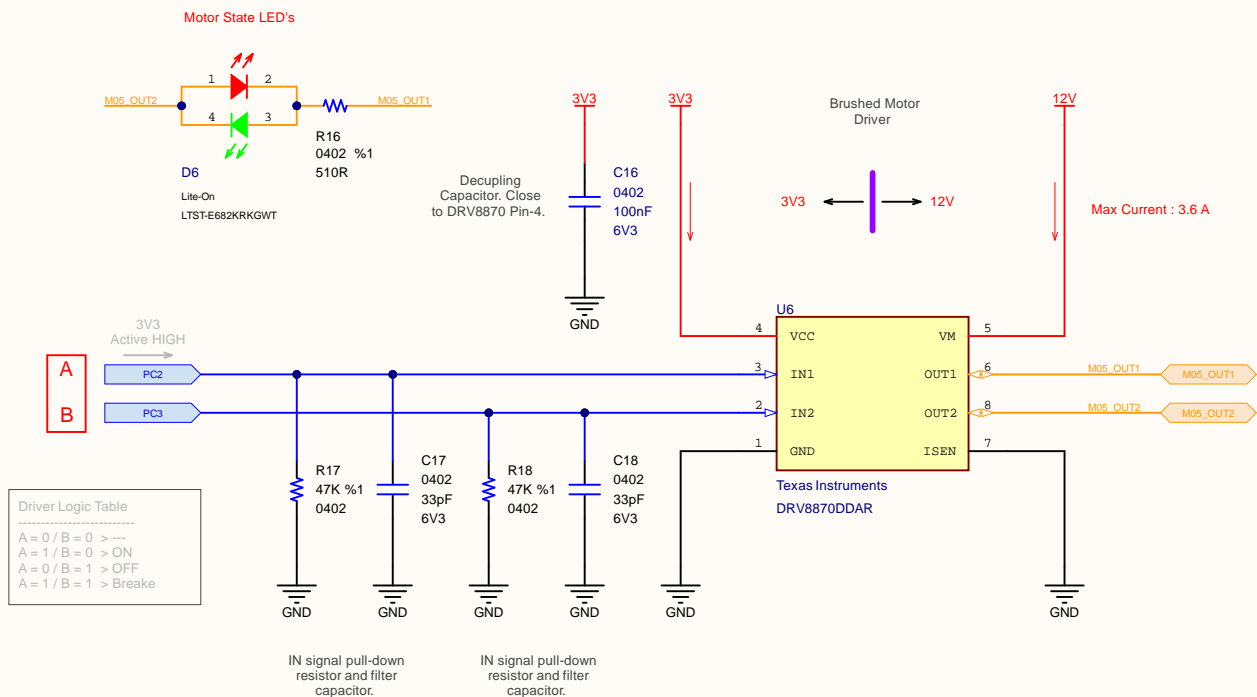 Motor State LED's
1
2
M05_OUT2
M05_OUT1
4
3
R16
0402 %1
510R
D6
Lite-On
LTST-E682KRKGWT
3V3
Decupling
Capacitor. Close
to DRV8870 Pin-4.
C16
0402
100nF
6V3
GND
3V3
Brushed Motor
Driver
3V3
12V
12V
Max Current : 3.6 A
3V3
Active HIGH
A
B
PC2
PC3
U6
4
VCC
VM
5
3
IN1
OUT1
6
M05_OUT1
M05_OUT1
2
IN2
OUT2
8
M05_OUT2
M05_OUT2
1
GND
ISEN
7
Texas Instruments
DRV8870DDAR
R17
47K %1
0402
C17
0402
33pF
6V3
R18
47K %1
0402
C18
0402
33pF
6V3
GND
GND
GND
GND
GND
GND
Driver Logic Table
--------------------------
A = 0 / B = 0 > ---
A = 1 / B = 0 > ON
A = 0 / B = 1 > OFF
A = 1 / B = 1 > Breake
IN signal pull-down
resistor and filter
capacitor.
IN signal pull-down
resistor and filter
capacitor.